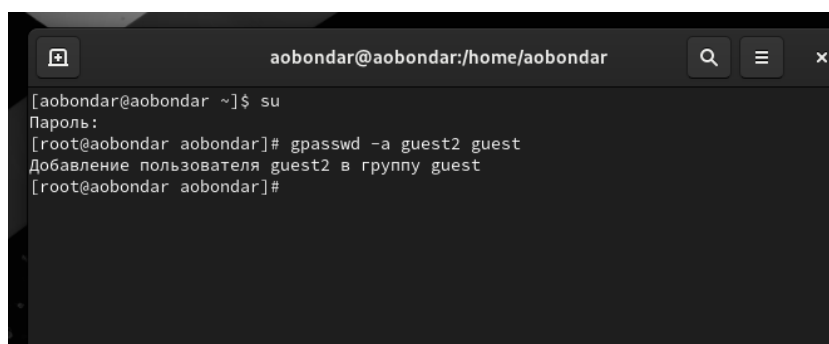 aobondar@aobondar:/home/aobondar
[aobondar@aobondar ~]$ su
Пароль:
[root@aobondar aobondar]# gpasswd -a guest2 guest
Добавление пользователя guest2 в группу guest
[root@aobondar aobondar]#